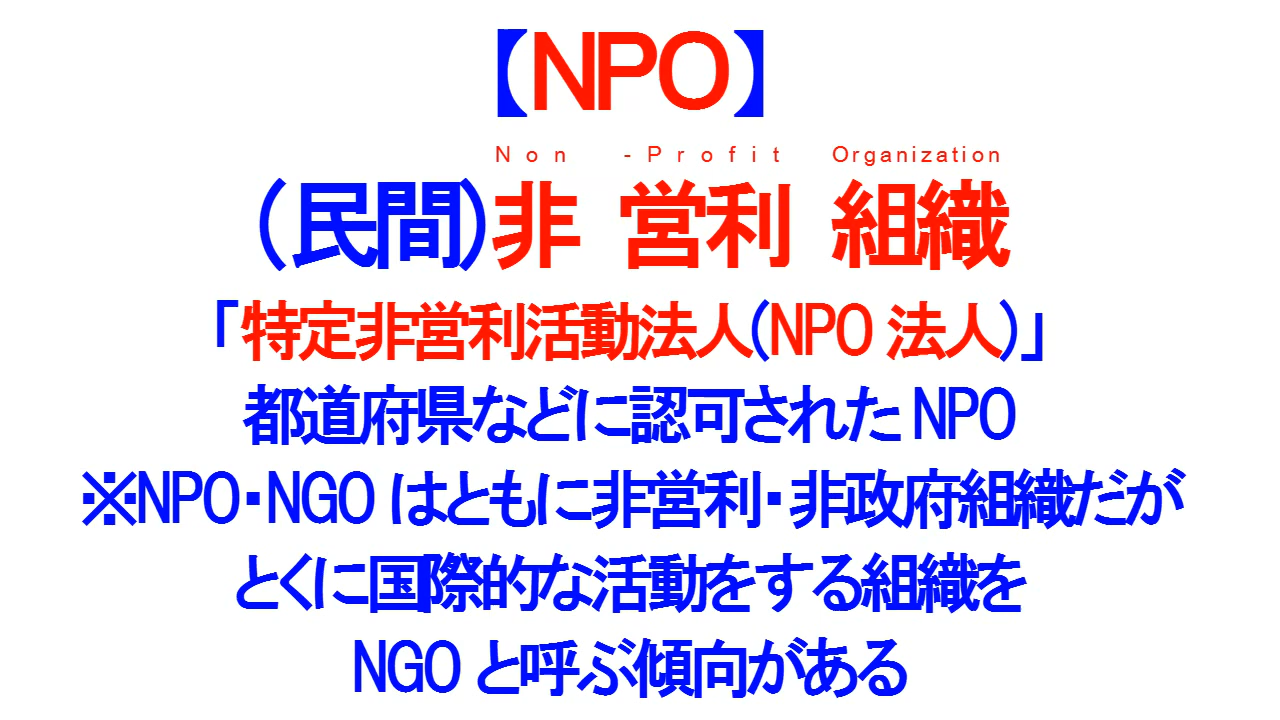 【NPO】
Non -Profit Organization
(民間)非 営利 組織
「特定非営利活動法人(NPO法人)」
都道府県などに認可されたNPO
※NPO・NGOはともに非営利・非政府組織だが
とくに国際的な活動をする組織を
NGOと呼ぶ傾向がある